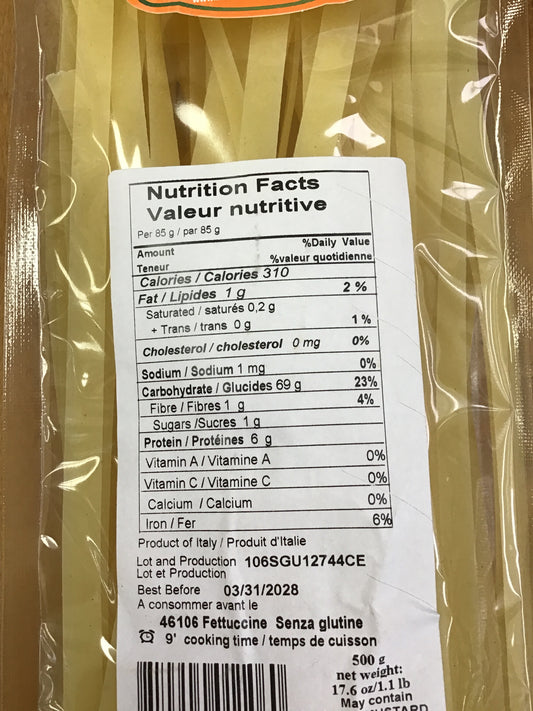 Nutrition Facts
Valeur nutritive
Per 85 g / par 85 g
Amount %Daily Value
Teneur %valeur quotidienne
Calories / Calories 310
Fat / Lipides 1 g 2 %
Saturated / saturés 0,2 g
+ Trans / trans 0 g 1 %
Cholesterol / cholesterol 0 mg 0%
Sodium / Sodium 1 mg 0%
Carbohydrate / Glucides 69 g 23%
Fibre / Fibres 1 g 4%
Sugars /Sucres 1 g
Protein / Protéines 6 g
Vitamin A / Vitamine A 0%
Vitamin C / Vitamine C 0%
Calcium / Calcium 0%
Iron / Fer 6%
Product of Italy / Produit d'Italie
Lot and Production 106SGU12744CE
Lot et Production
Best Before 03/31/2028
A consommer avant le
46106 Fettuccine Senza glutine
9' cooking time / temps de cuisson
500 g
net weight:
17.6 oz/1.1 lb
May contain
MUSTARD